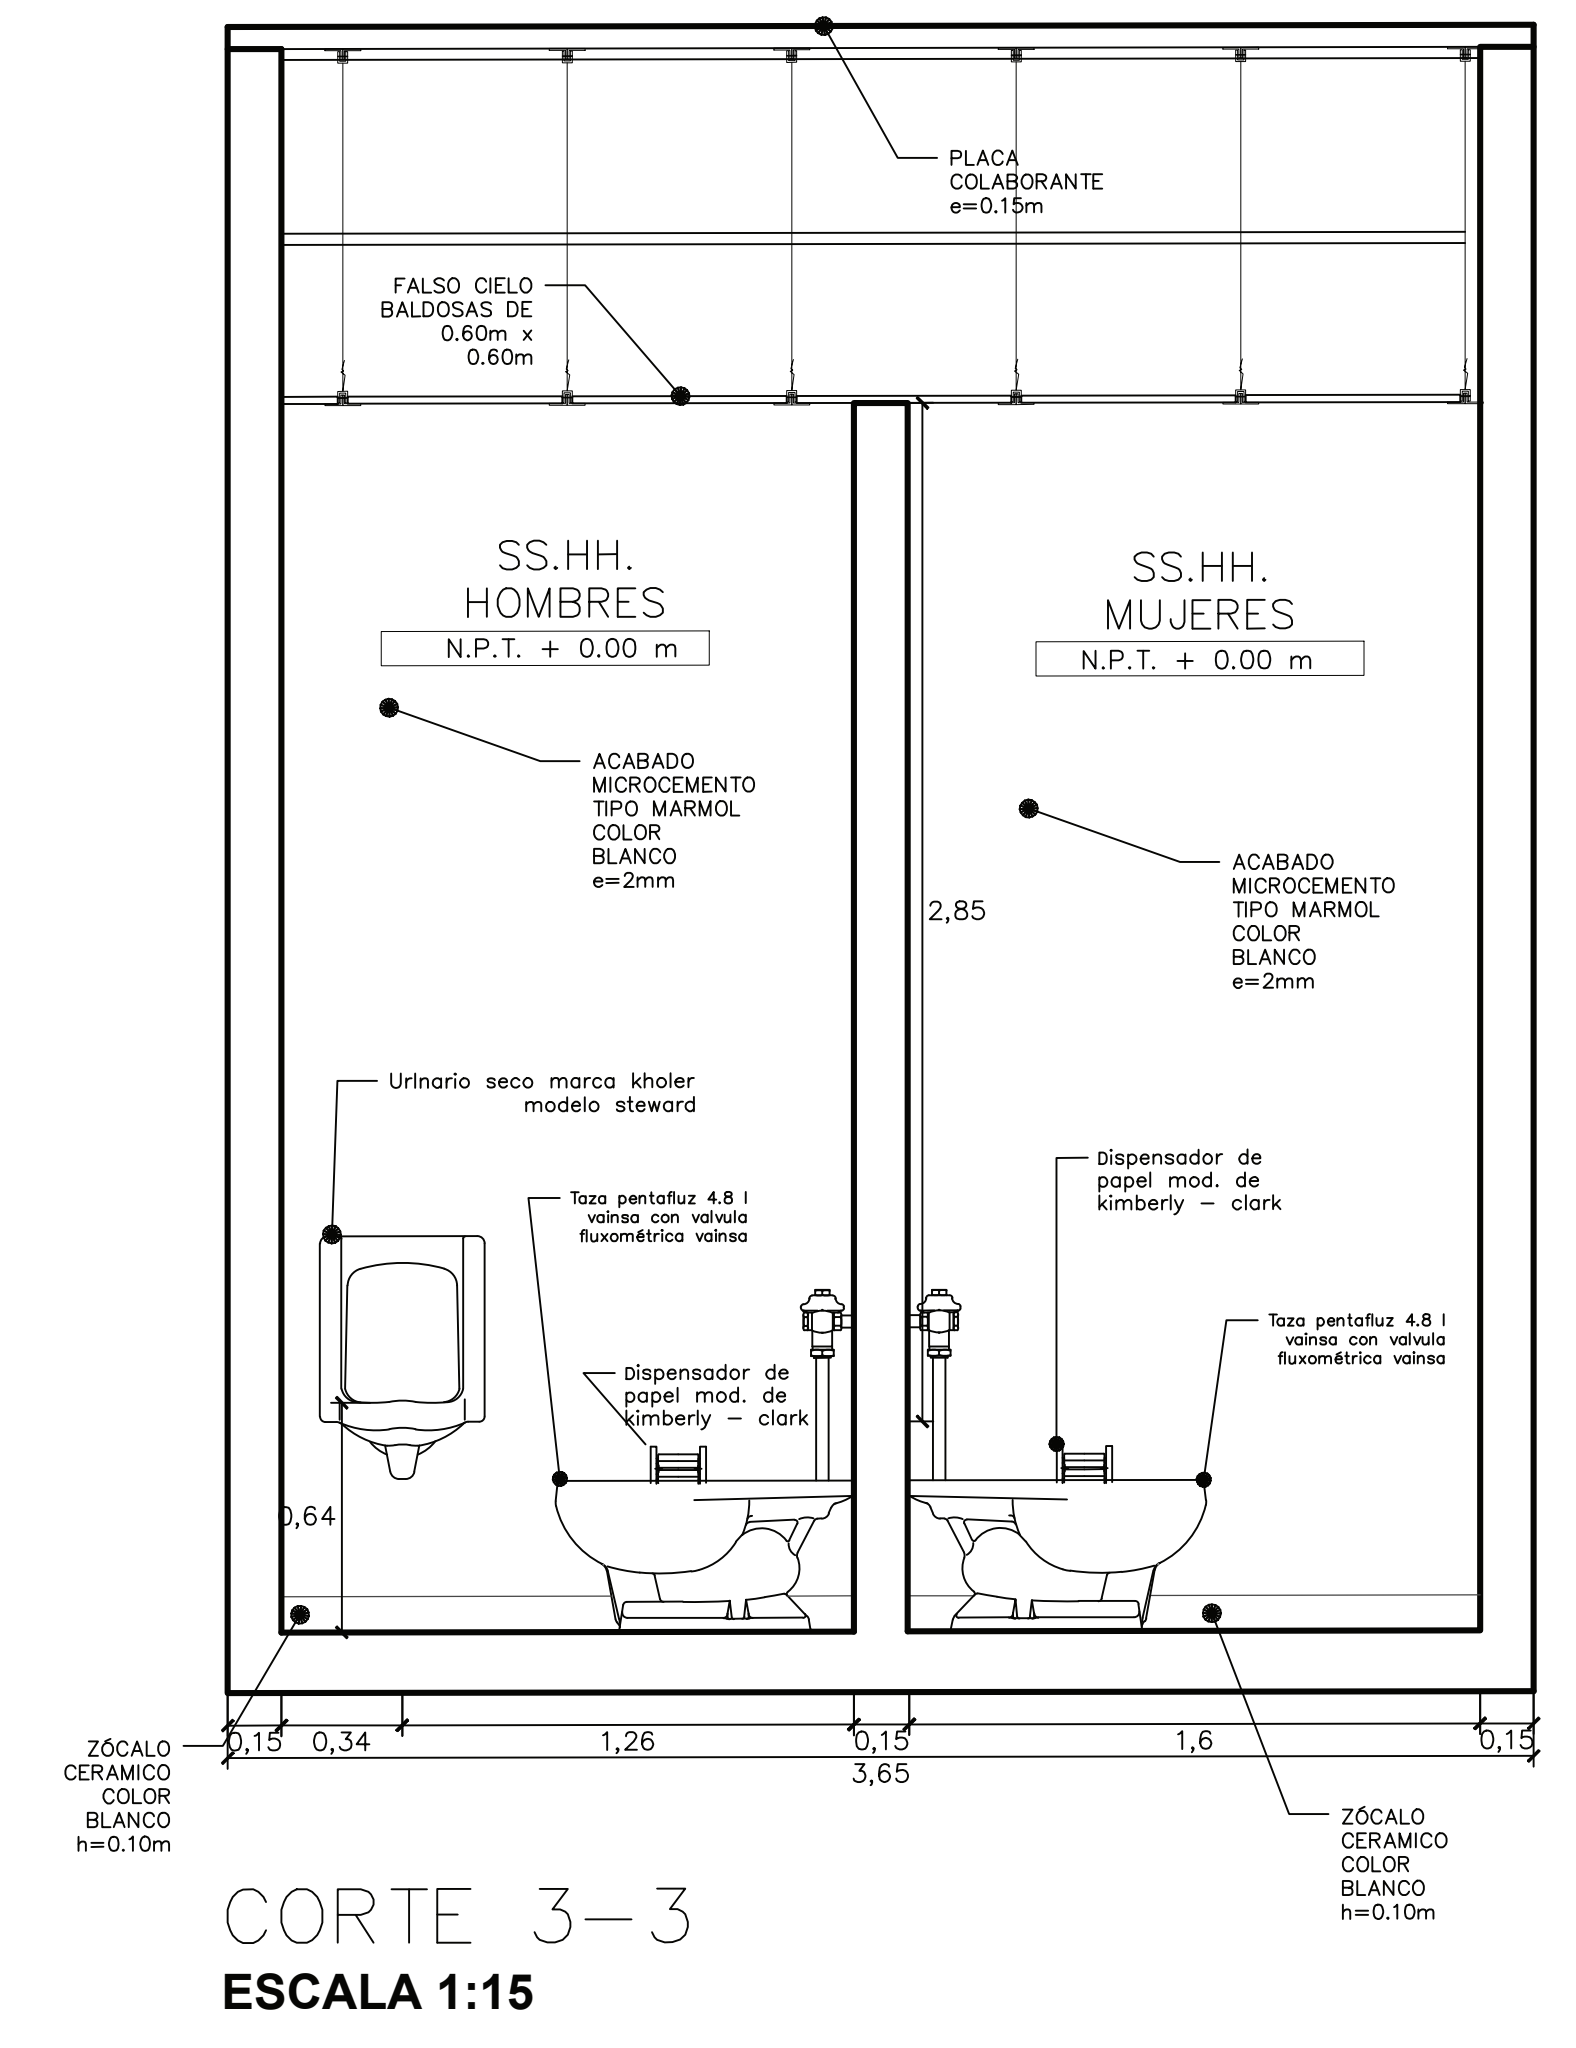 PLACA
COLABORANTE
e=0.15m
FALSO CIELO
BALDOSAS DE
0.60m x
0.60m
SS.HH.
HOMBRES
N.P.T. + 0.00 m
SS.HH.
MUJERES
N.P.T. + 0.00 m
ACABADO
MICROCEMENTO
TIPO MARMOL
COLOR
BLANCO
e=2mm
ACABADO
MICROCEMENTO
TIPO MARMOL
COLOR
BLANCO
e=2mm
2,85
UrInario seco marca kholer
modelo steward
Dispensador de
papel mod. de
kimberly - clark
Taza pentafluz 4.8 l
vainsa con valvula
fluxométrica vainsa
Taza pentafluz 4.8 l
vainsa con valvula
fluxométrica vainsa
Dispensador de
papel mod. de
kimberly - clark
0,64
0,15 0,34 1,26 0,15 1,6 0,15
3,65
ZÓCALO
CERAMICO
COLOR
BLANCO
h=0.10m
ZÓCALO
CERAMICO
COLOR
BLANCO
h=0.10m
CORTE 3-3
ESCALA 1:15